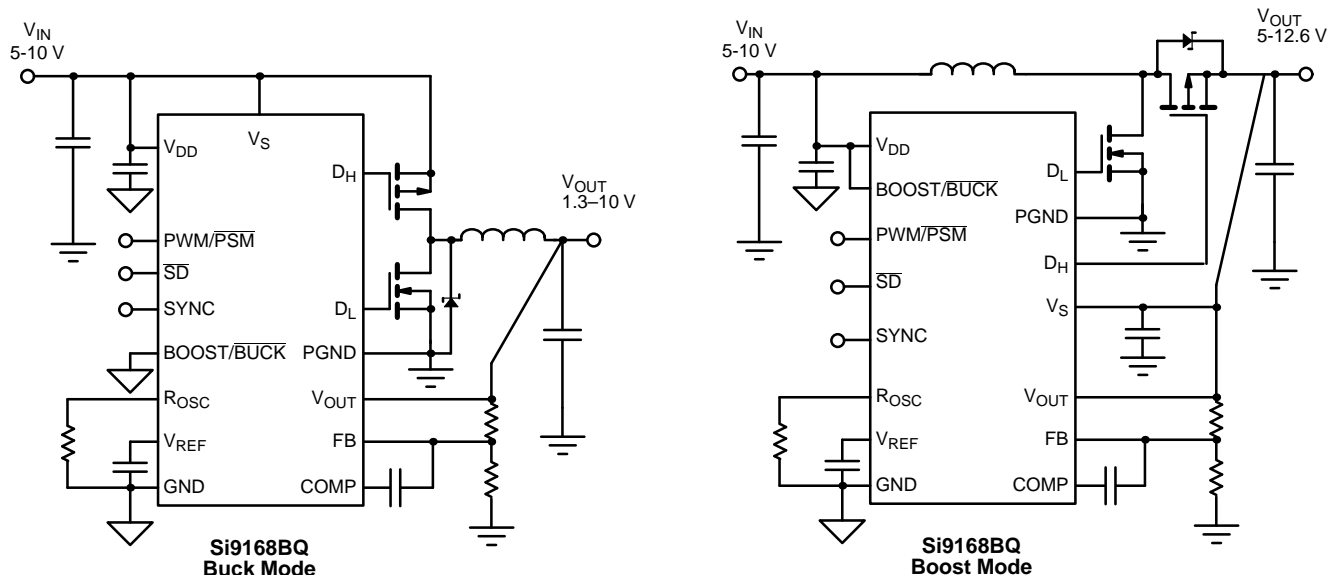 VIN
5-10 V
VS
VDD
DH
VOUT
1.3–10 V
PWM/PSM
SD
SYNC
DL
BOOST/BUCK
PGND
ROSC
VOUT
VREF
FB
GND
COMP
Si9168BQ
Buck Mode
VIN
5-10 V
VOUT
5-12.6 V
VDD
DL
BOOST/BUCK
PGND
PWM/PSM
DH
SD
VS
SYNC
ROSC
VOUT
VREF
FB
GND
COMP
Si9168BQ
Boost Mode